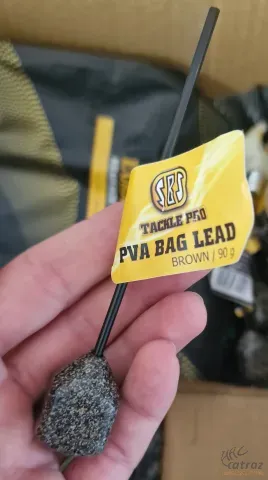 SBS
TACKLE PRO
PVA BAG LEAD
BROWN / 90 g